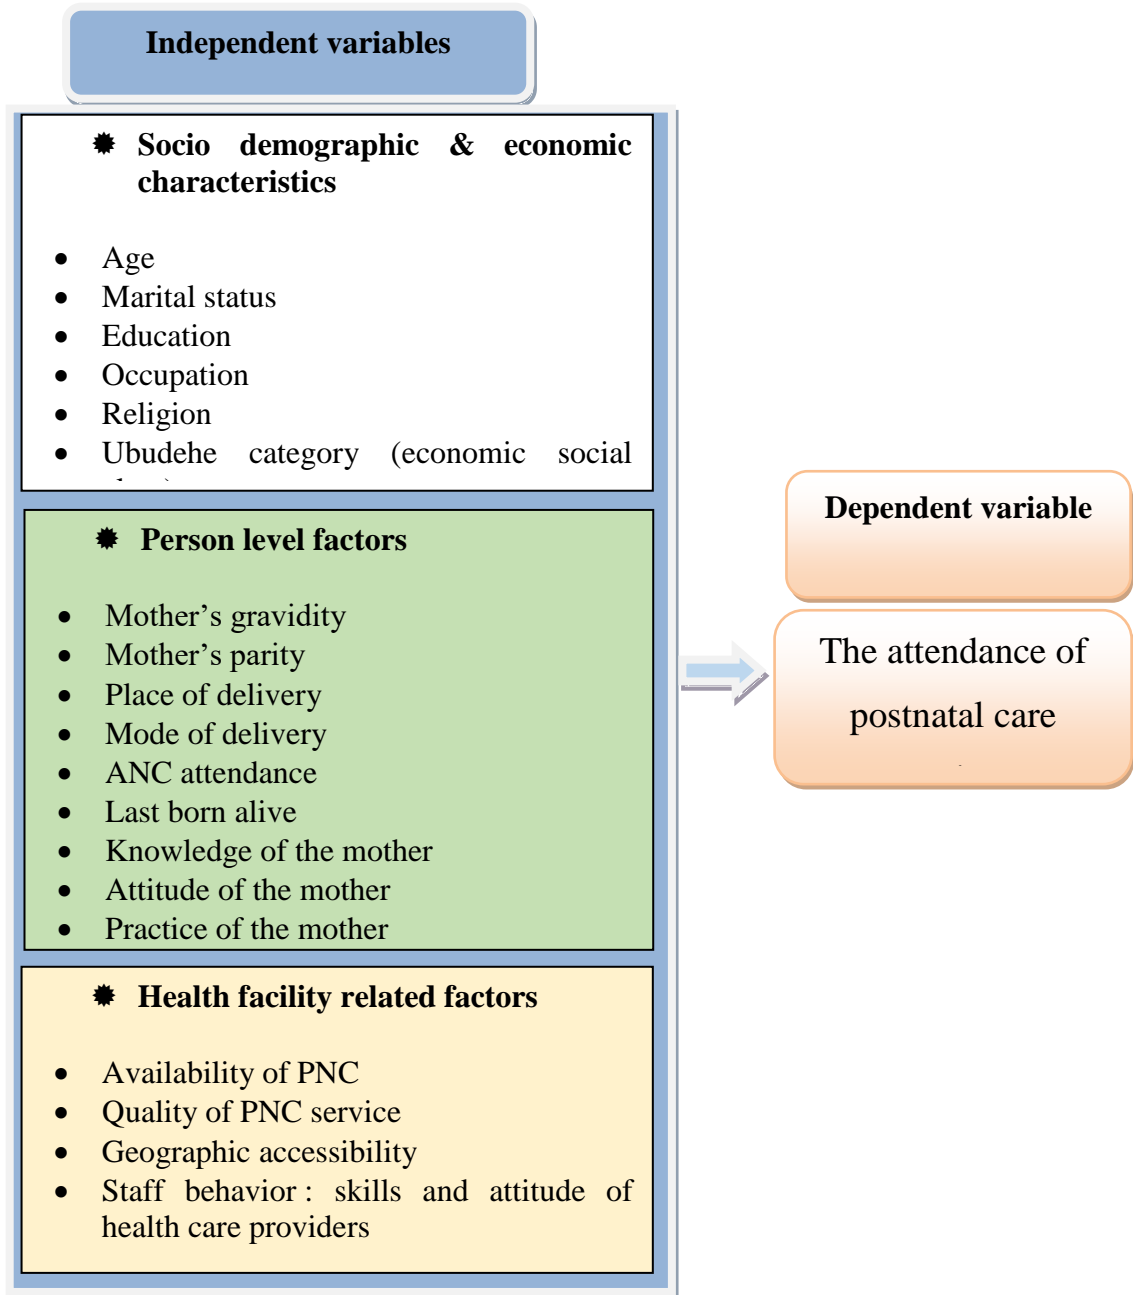 Independent variables
✹ Socio demographic & economic
characteristics
• Age
• Marital status
• Education
• Occupation
• Religion
• Ubudehe category (economic social
✹ Person level factors
• Mother’s gravidity
• Mother’s parity
• Place of delivery
• Mode of delivery
• ANC attendance
• Last born alive
• Knowledge of the mother
• Attitude of the mother
• Practice of the mother
✹ Health facility related factors
• Availability of PNC
• Quality of PNC service
• Geographic accessibility
• Staff behavior : skills and attitude of
health care providers
Dependent variable
The attendance of
postnatal care